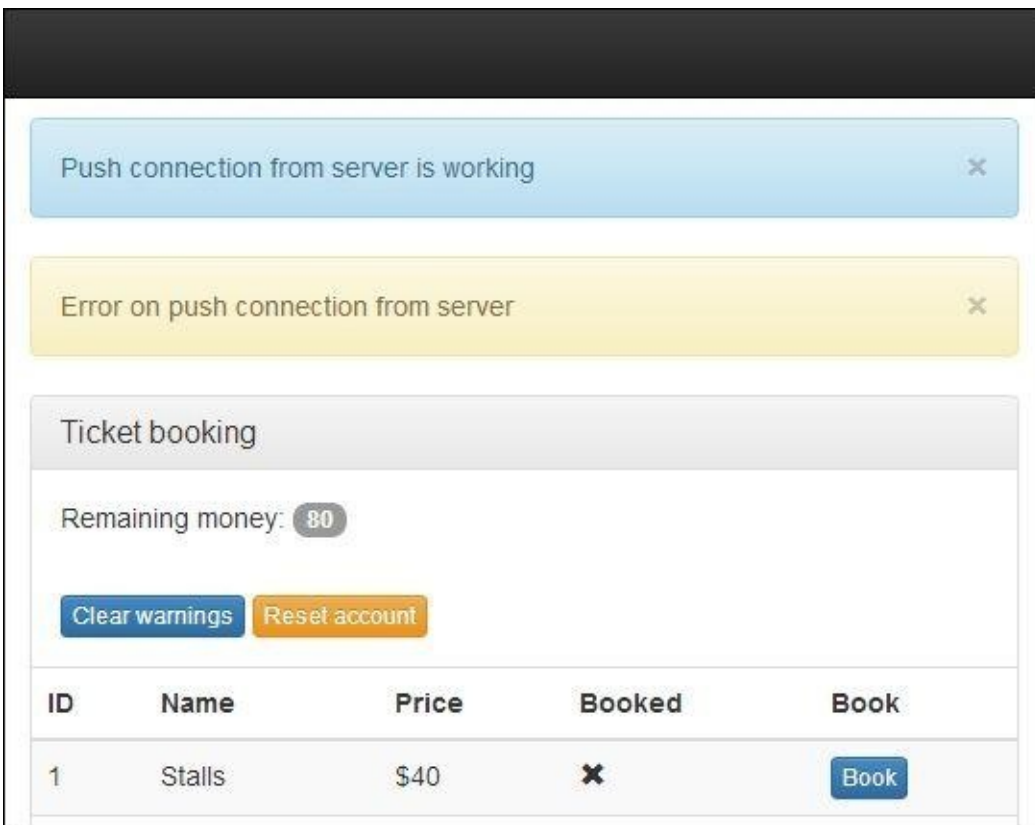 Push connection from server is working ×
Error on push connection from server ×
Ticket booking
Remaining money: 80
Clear warnings Reset account
ID Name Price Booked Book
1 Stalls $40 ✖ Book